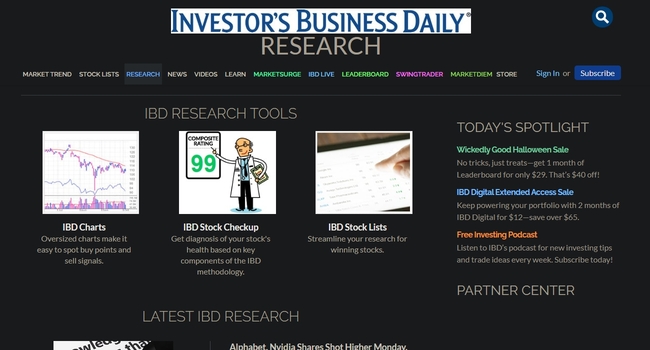 INVESTOR'S BUSINESS DAILY®
RESEARCH
MARKET TREND STOCK LISTS RESEARCH NEWS VIDEOS LEARN MARKETSURGE IBD LIVE LEADERBOARD SWINGTRADER MARKETDIEM STORE
Sign In or Subscribe
IBD RESEARCH TOOLS
COMPOSITE
RATING
99
IBD Charts
Oversized charts make it
easy to spot buy points and
sell signals.
IBD Stock Checkup
Get diagnosis of your stock's
health based on key
components of the IBD
methodology.
IBD Stock Lists
Streamline your research for
winning stocks.
TODAY'S SPOTLIGHT
Wickedly Good Halloween Sale
No tricks, just treats—get 1 month of
Leaderboard for only $29. That's $40 off!
IBD Digital Extended Access Sale
Keep powering your portfolio with 2 months of
IBD Digital for $12—save over $65.
Free Investing Podcast
Listen to IBD's podcast for new investing tips
and trade ideas every week. Subscribe today!
PARTNER CENTER
LATEST IBD RESEARCH
Alphabet, Nvidia Shares Shot Higher Monday.